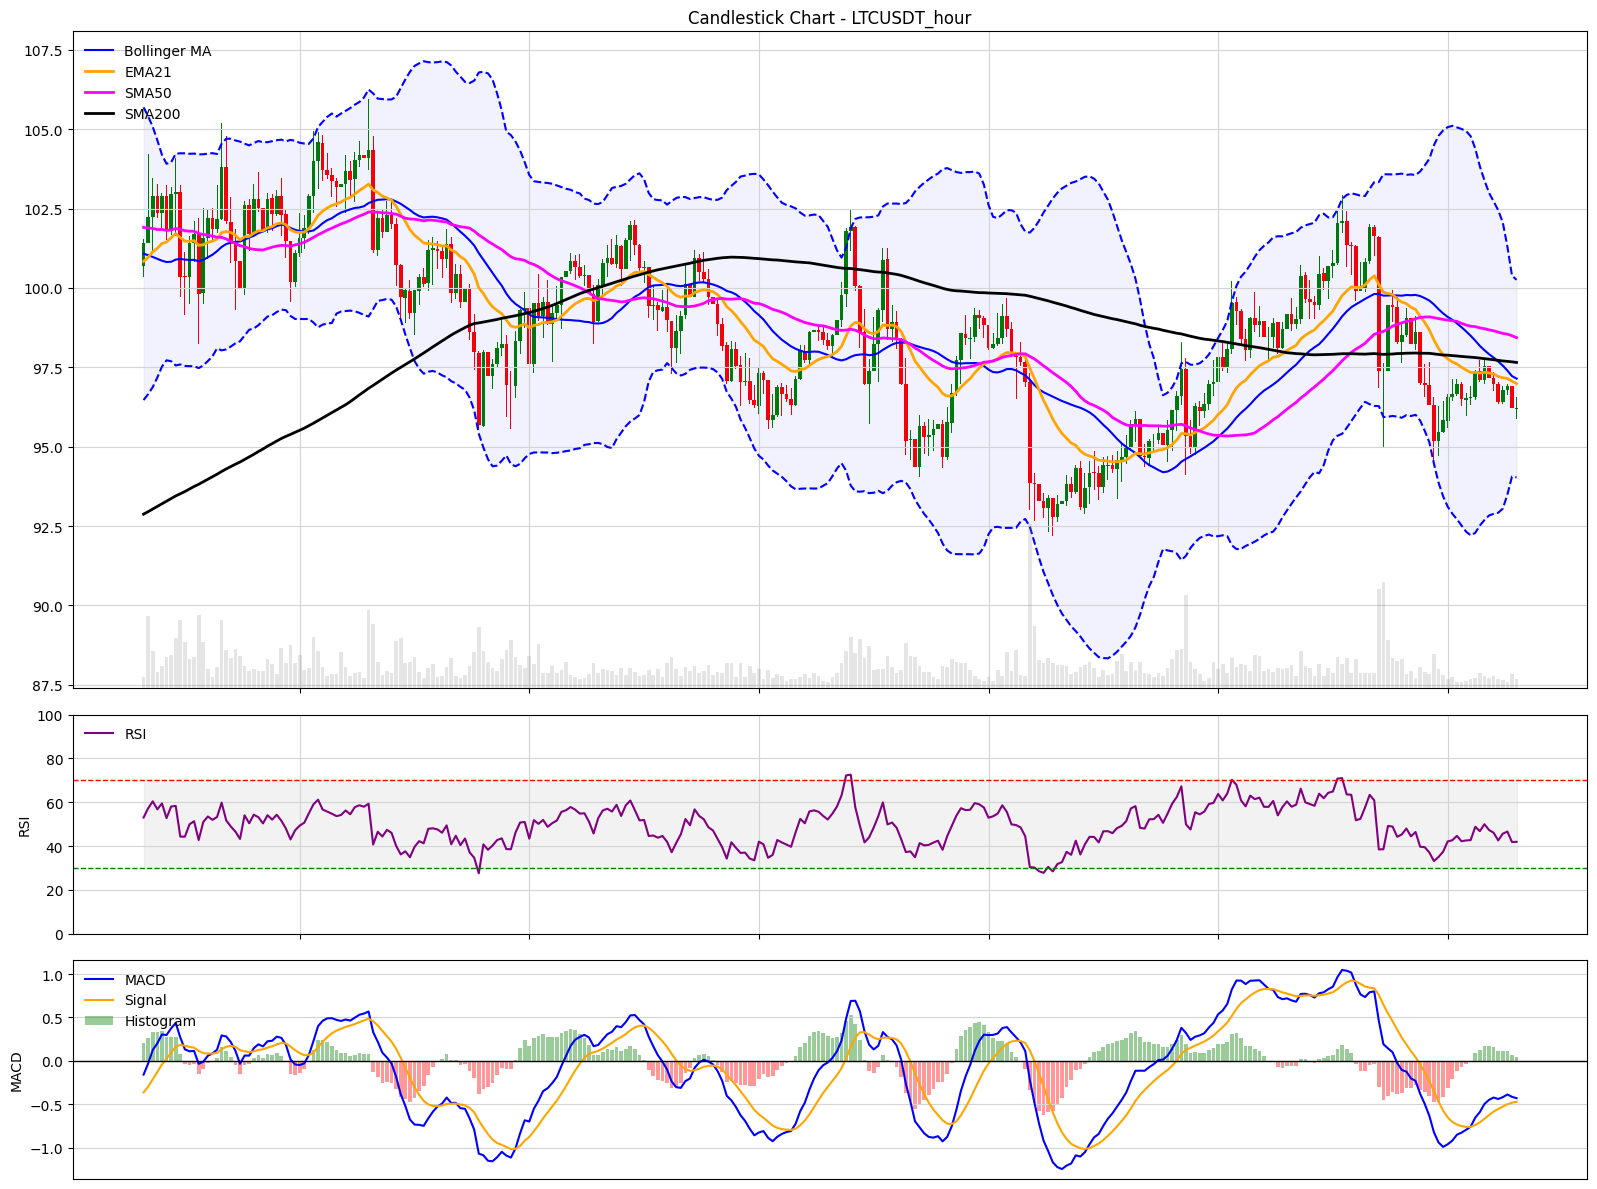 Candlestick Chart - LTCUSDT_hour
107.5
105.0
102.5
100.0
97.5
95.0
92.5
90.0
87.5
Bollinger MA
EMA21
SMA50
SMA200
100
80
60
40
20
0
RSI
RSI
1.0
0.5
0.0
−0.5
−1.0
MACD
MACD
Signal
Histogram